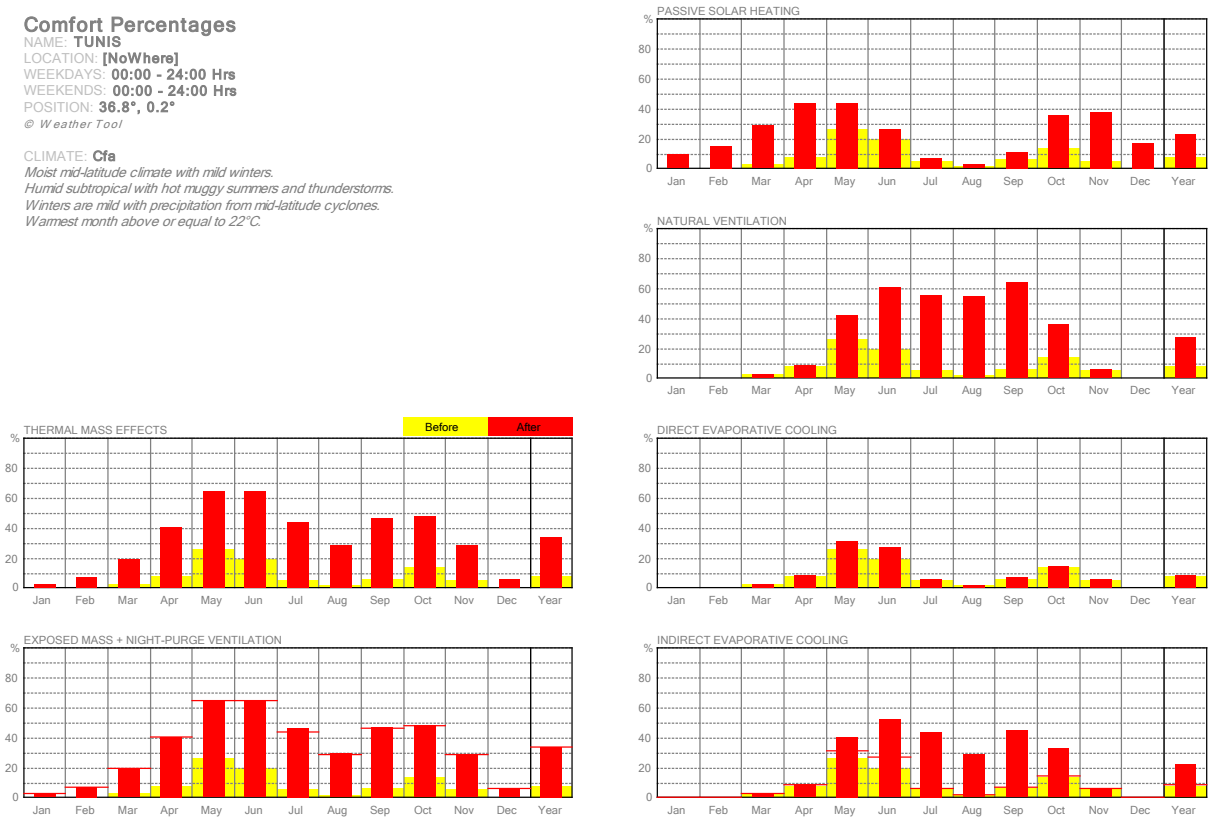 Comfort Percentages
NAME: TUNIS
LOCATION: [NoWhere]
WEEKDAYS: 00:00 - 24:00 Hrs
WEEKENDS: 00:00 - 24:00 Hrs
POSITION: 36.8°, 0.2°
© Weather Tool
CLIMATE: Cfa
Moist mid-latitude climate with mild winters.
Humid subtropical with hot muggy summers and thunderstorms.
Winters are mild with precipitation from mid-latitude cyclones.
Warmest month above or equal to 22°C.
PASSIVE SOLAR HEATING
%
80
60
40
20
0
Jan Feb Mar Apr May Jun Jul Aug Sep Oct Nov Dec Year
NATURAL VENTILATION
%
80
60
40
20
0
Jan Feb Mar Apr May Jun Jul Aug Sep Oct Nov Dec Year
THERMAL MASS EFFECTS
Before After
%
80
60
40
20
0
Jan Feb Mar Apr May Jun Jul Aug Sep Oct Nov Dec Year
DIRECT EVAPORATIVE COOLING
%
80
60
40
20
0
Jan Feb Mar Apr May Jun Jul Aug Sep Oct Nov Dec Year
EXPOSED MASS + NIGHT-PURGE VENTILATION
%
80
60
40
20
0
Jan Feb Mar Apr May Jun Jul Aug Sep Oct Nov Dec Year
INDIRECT EVAPORATIVE COOLING
%
80
60
40
20
0
Jan Feb Mar Apr May Jun Jul Aug Sep Oct Nov Dec Year